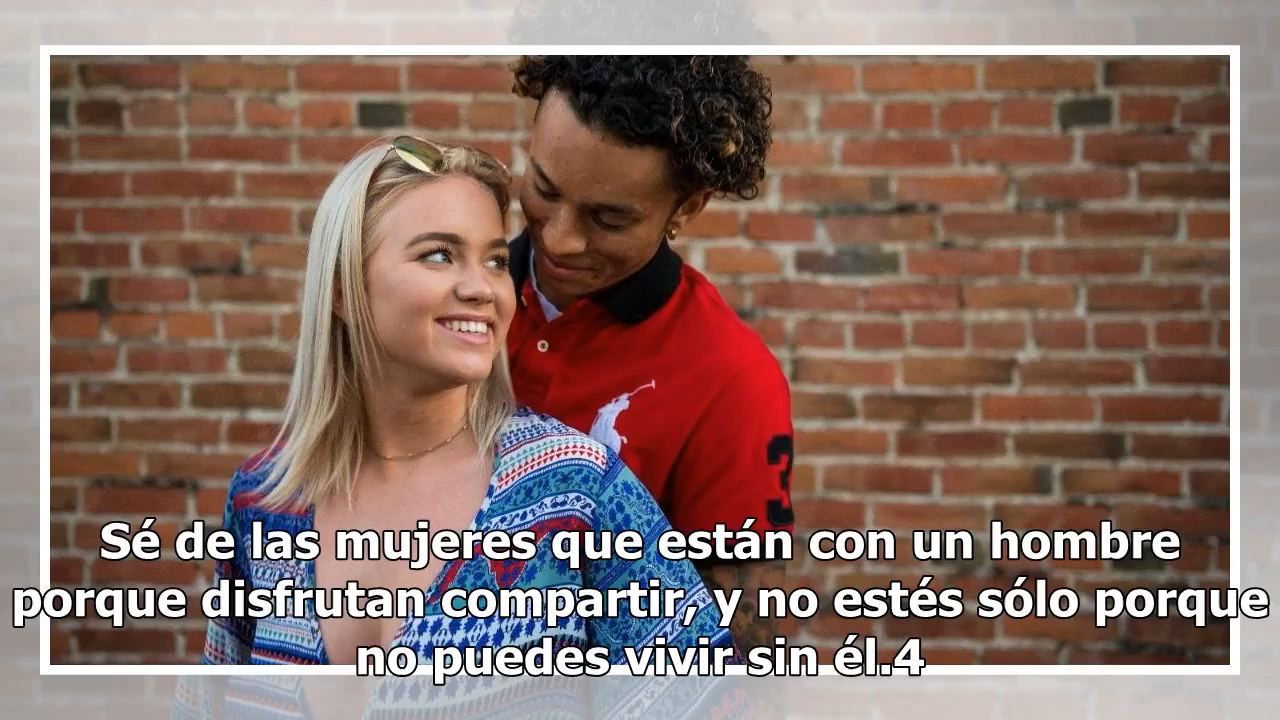 3
Sé de las mujeres que están con un hombre
porque disfrutan compartir, y no estés sólo porque
no puedes vivir sin él.4